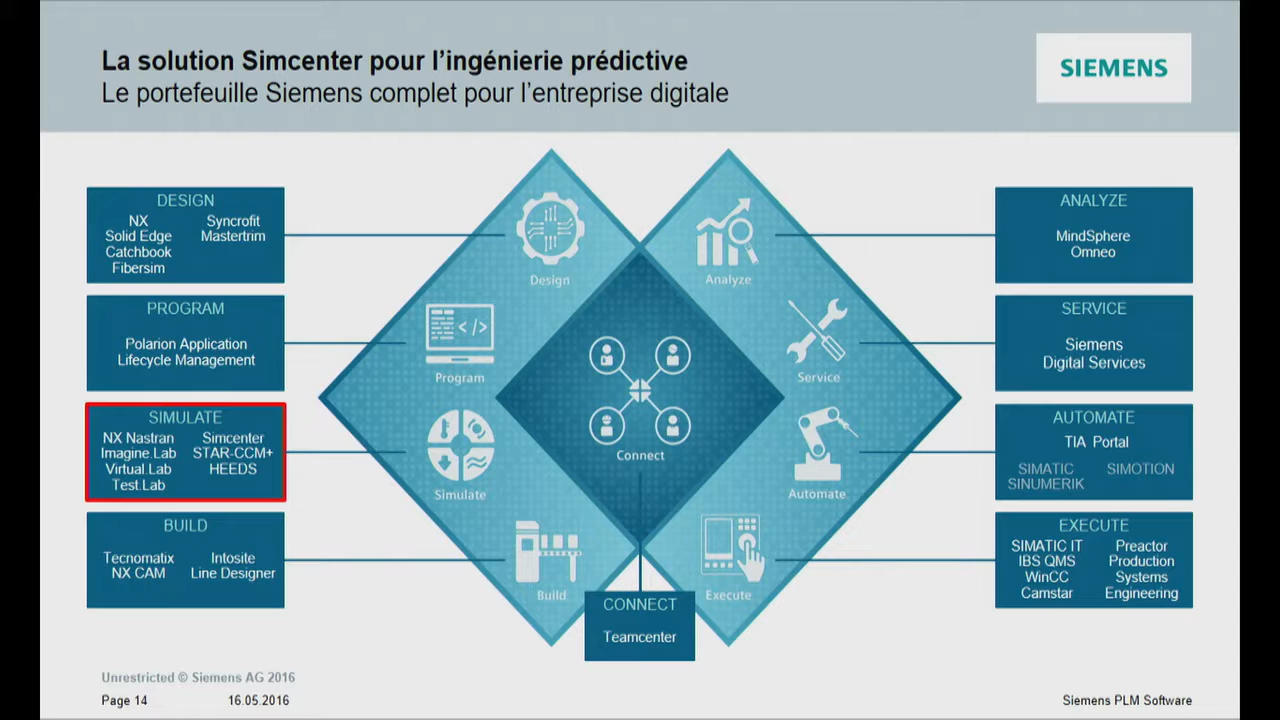 La solution Simcenter pour l’ingénierie prédictive
Le portefeuille Siemens complet pour l’entreprise digitale
SIEMENS
DESIGN
NX
Solid Edge
Catchbook
Fibersim
Syncrofit
Mastertrim
PROGRAM
Polarion Application
Lifecycle Management
SIMULATE
NX Nastran
Imagine.Lab
Virtual.Lab
Test.Lab
Simcenter
STAR-CCM+
HEEDS
BUILD
Tecnomatix
NX CAM
Intosite
Line Designer
Design
Program
Simulate
Build
Connect
Analyze
Service
Automate
Execute
CONNECT
Teamcenter
ANALYZE
MindSphere
Omneo
SERVICE
Siemens
Digital Services
AUTOMATE
TIA Portal
SIMATIC
SINUMERIK
SIMOTION
EXECUTE
SIMATIC IT
IBS QMS
WinCC
Camstar
Preactor
Production
Systems
Engineering
Unrestricted © Siemens AG 2016
Page 14
16.05.2016
Siemens PLM Software